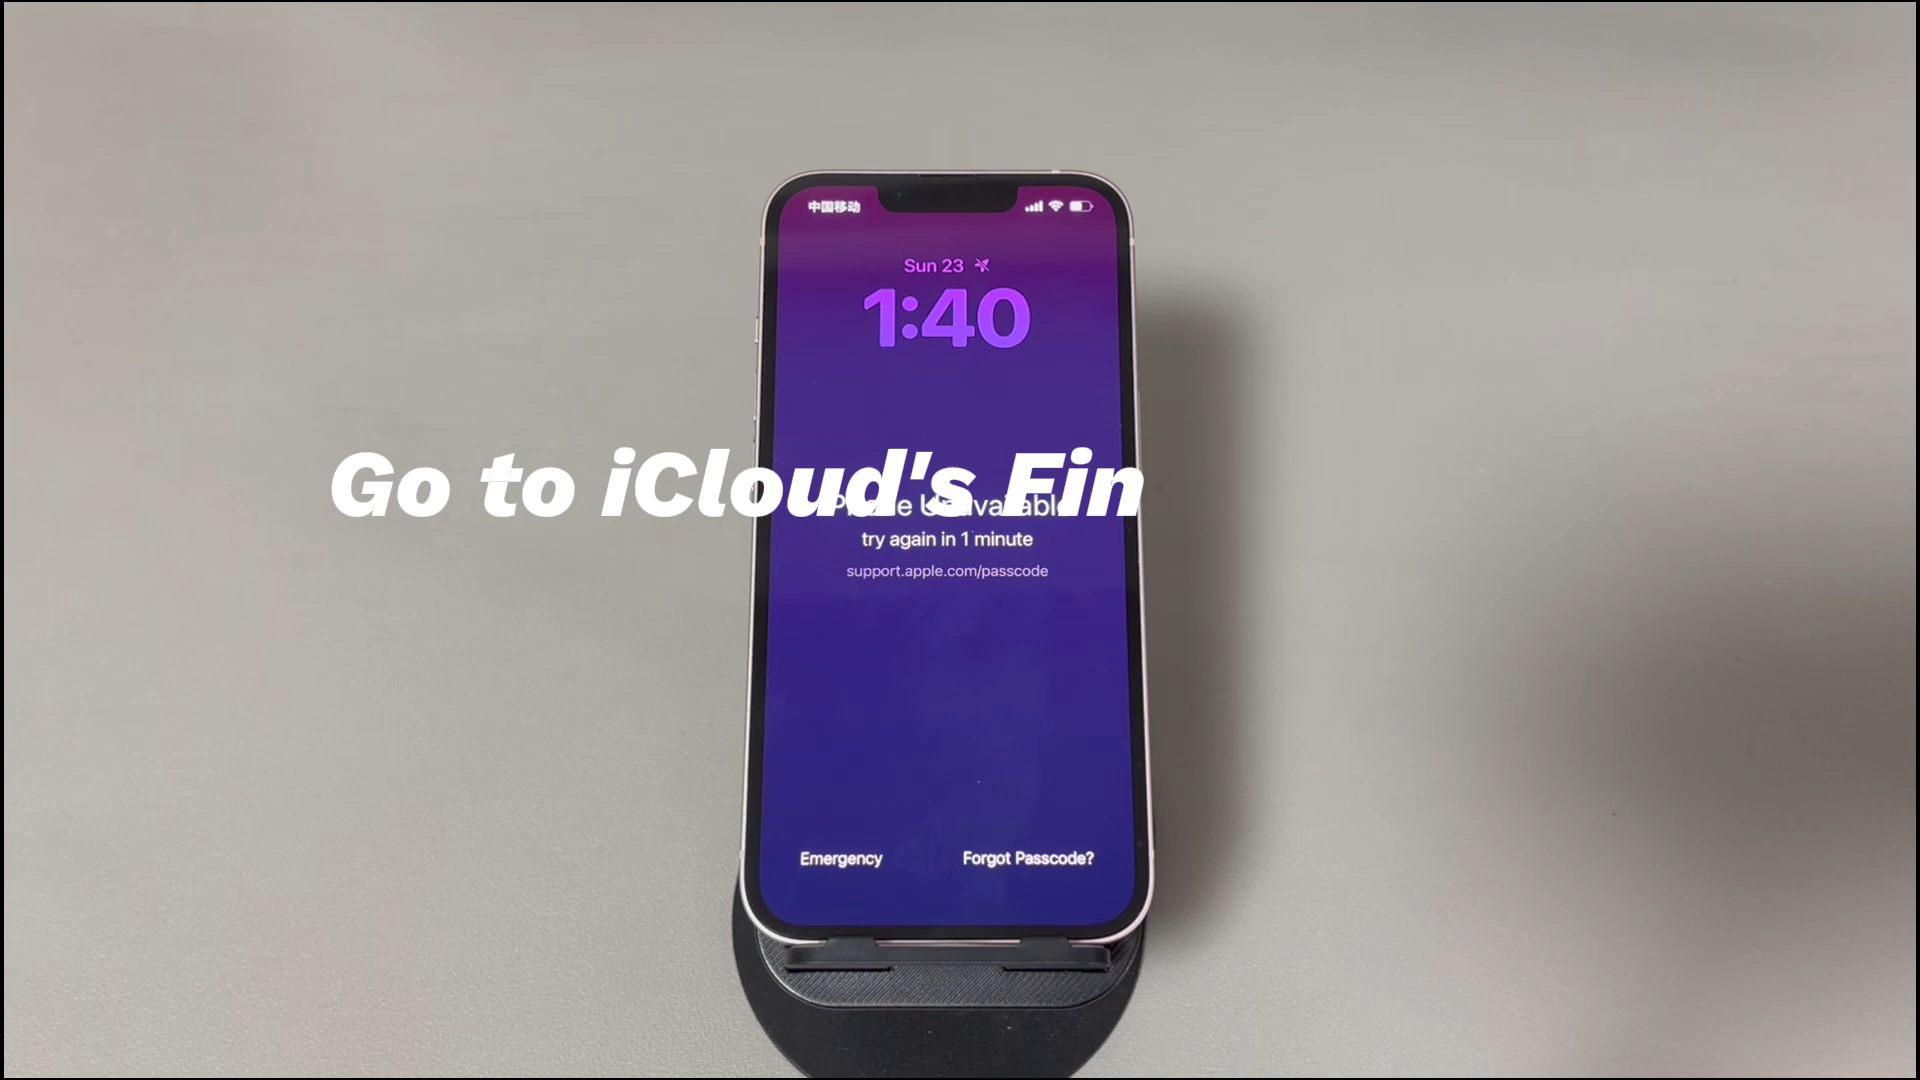 中国移动
Sun 23
1:40
Go to iCloud's Fin
try again in 1 minute
support.apple.com/passcode
Emergency
Forgot Passcode?